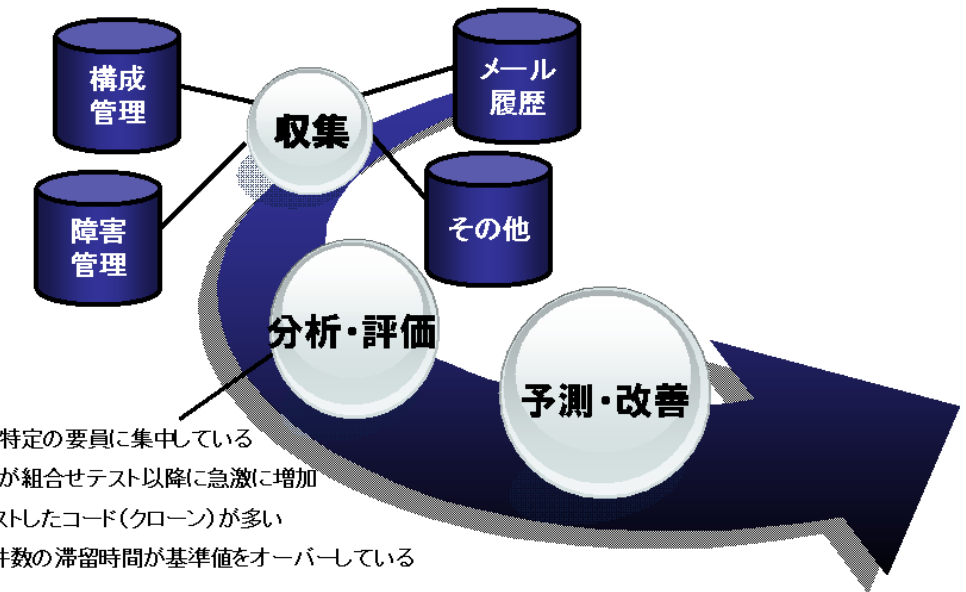 構成
管理
メール
履歴
収集
障害
管理
その他
分析・評価
予測・改善
特定の要員に集中している
が組合せテスト以降に急激に増加
ストしたコード（クローン）が多い
件数の滞留時間が基準値をオーバーしている